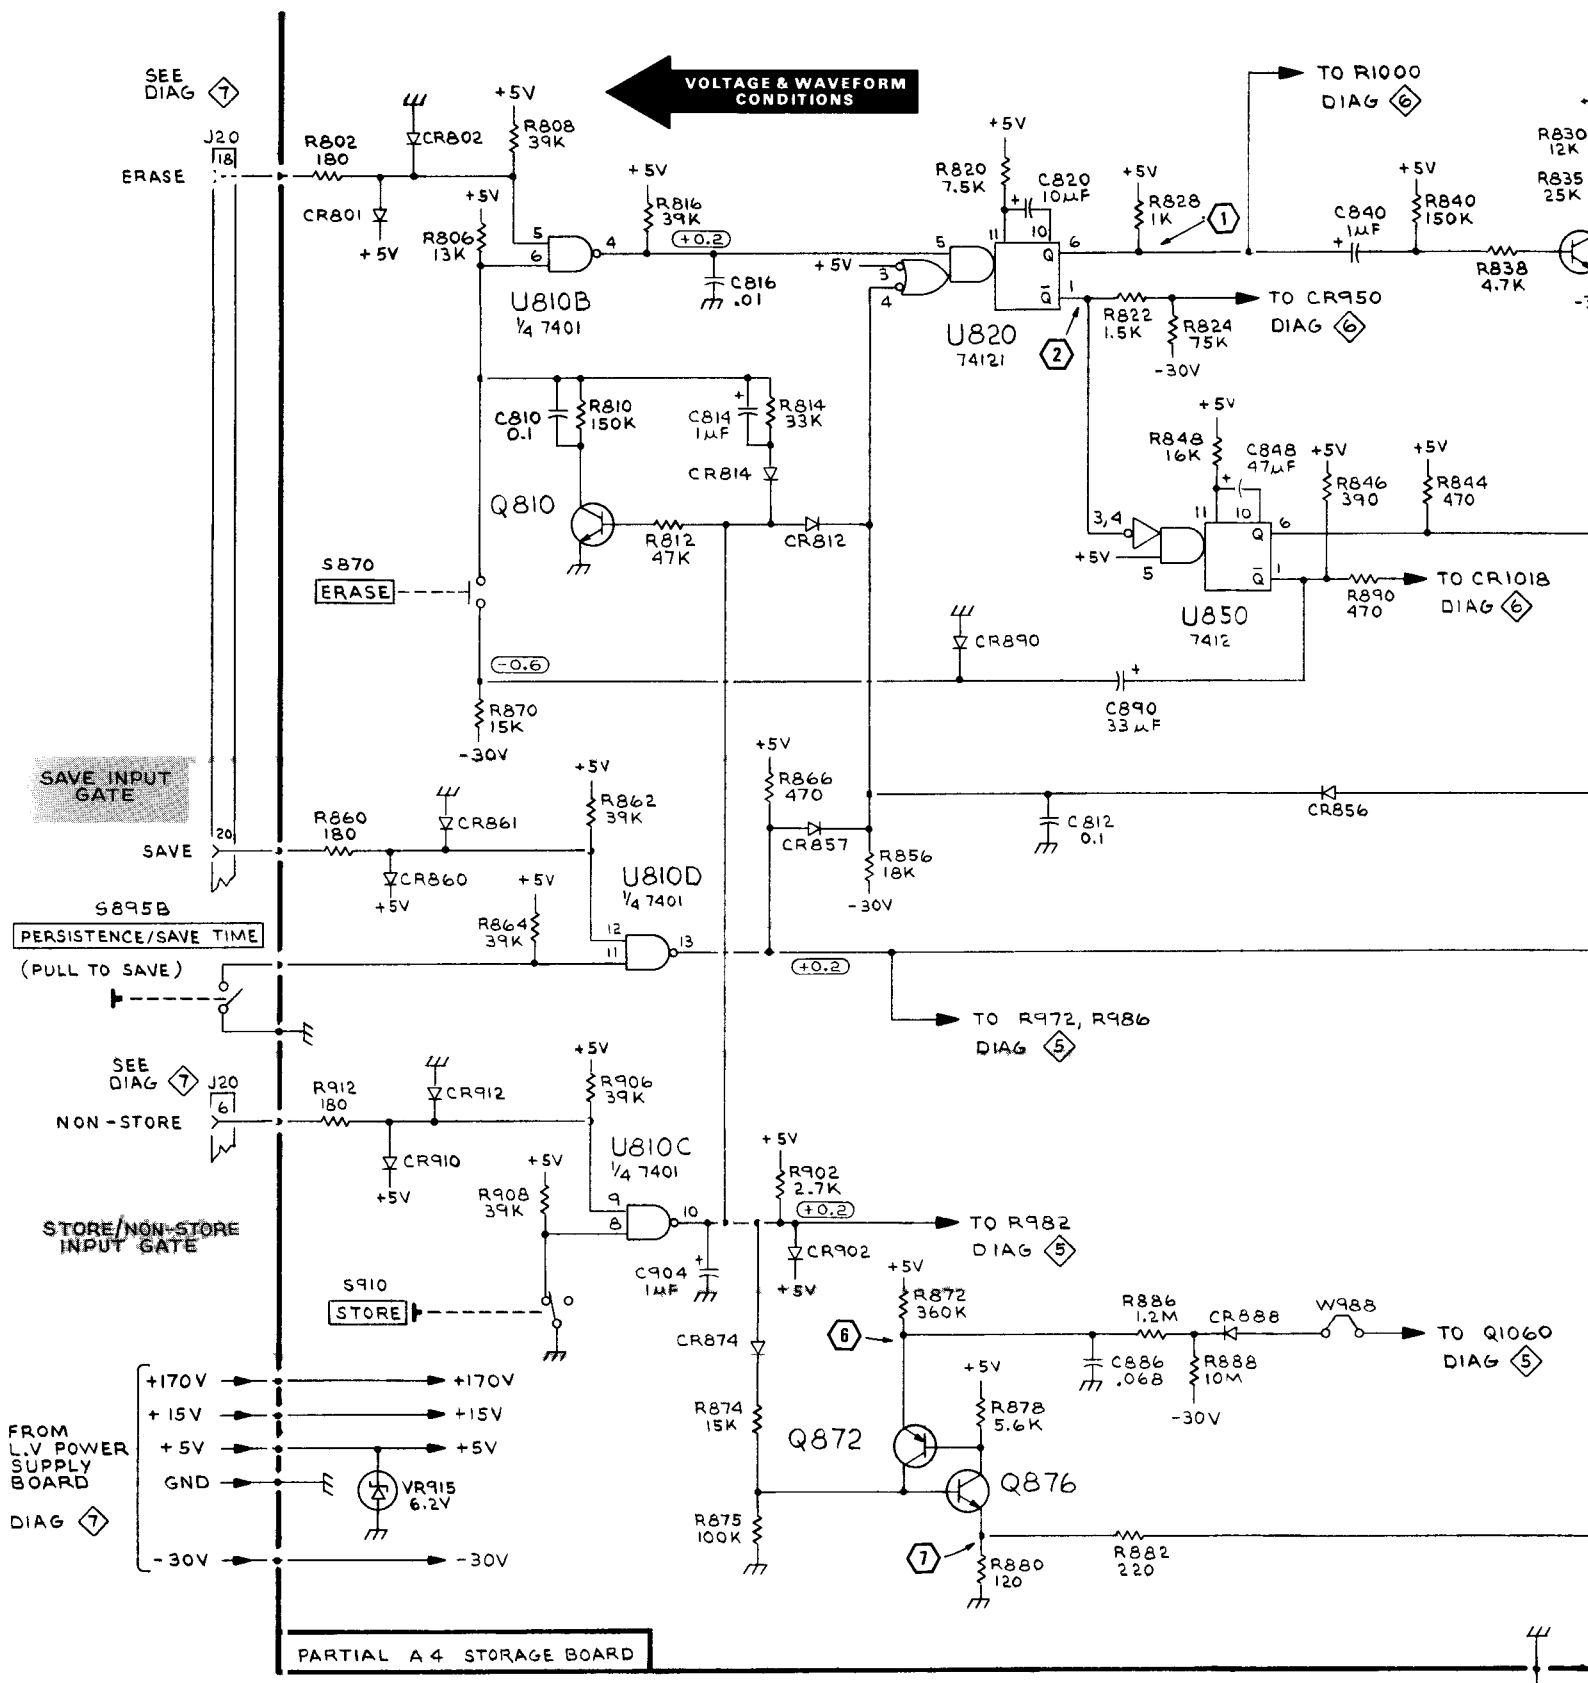 SEE
DIAG 7
J20
18
ERASE
R802
180
CR801
+5V
CR802
+5V
R808
39K
+5V
R806
13K
5
6
4
U810B
1/4 7401
+5V
R816
39K
+0.2
C816
.01
VOLTAGE & WAVEFORM
CONDITIONS
+5V
R820
7.5K
C820
10µF
+
11
10
5
+5V
3
4
6
Q
1
Q̅
U820
74121
+5V
R828
1K
1
TO R1000
DIAG 6
2
R822
1.5K
R824
75K
-30V
TO CR950
DIAG 6
C840
1µF
+
+5V
R840
150K
R838
4.7K
R830
12K
R835
25K
C810
0.1
R810
150K
+
C814
1µF
R814
33K
CR814
Q810
R812
47K
CR812
S870
ERASE
-0.6
R870
15K
-30V
+5V
R848
16K
C848
47µF
+
11
10
3,4
+5V
5
6
Q
1
Q̅
U850
7412
+5V
R846
390
+5V
R844
470
R890
470
TO CR1018
DIAG 6
CR890
C890
33µF
+
SAVE INPUT
GATE
20
SAVE
R860
180
CR861
CR860
+5V
+5V
R862
39K
+5V
R864
39K
U810D
1/4 7401
12
11
13
+5V
R866
470
CR857
R856
18K
-30V
C812
0.1
CR856
+0.2
S895B
PERSISTENCE/SAVE TIME
(PULL TO SAVE)
TO R972, R986
DIAG 5
SEE
DIAG 7
J20
6
NON-STORE
R912
180
CR912
CR910
+5V
+5V
R906
39K
+5V
R908
39K
U810C
1/4 7401
9
8
10
+5V
R902
2.7K
+0.2
CR902
+5V
TO R982
DIAG 5
STORE/NON-STORE
INPUT GATE
S910
STORE
C904
1µF
+
CR874
R874
15K
R875
100K
+5V
R872
360K
6
Q872
+5V
R878
5.6K
Q876
7
R880
120
R882
220
C886
.068
R886
1.2M
CR888
R888
10M
-30V
W988
TO Q1060
DIAG 5
+170V
+170V
+15V
+15V
+5V
+5V
GND
-30V
-30V
FROM
L.V POWER
SUPPLY
BOARD
DIAG 7
VR915
6.2V
PARTIAL A4 STORAGE BOARD